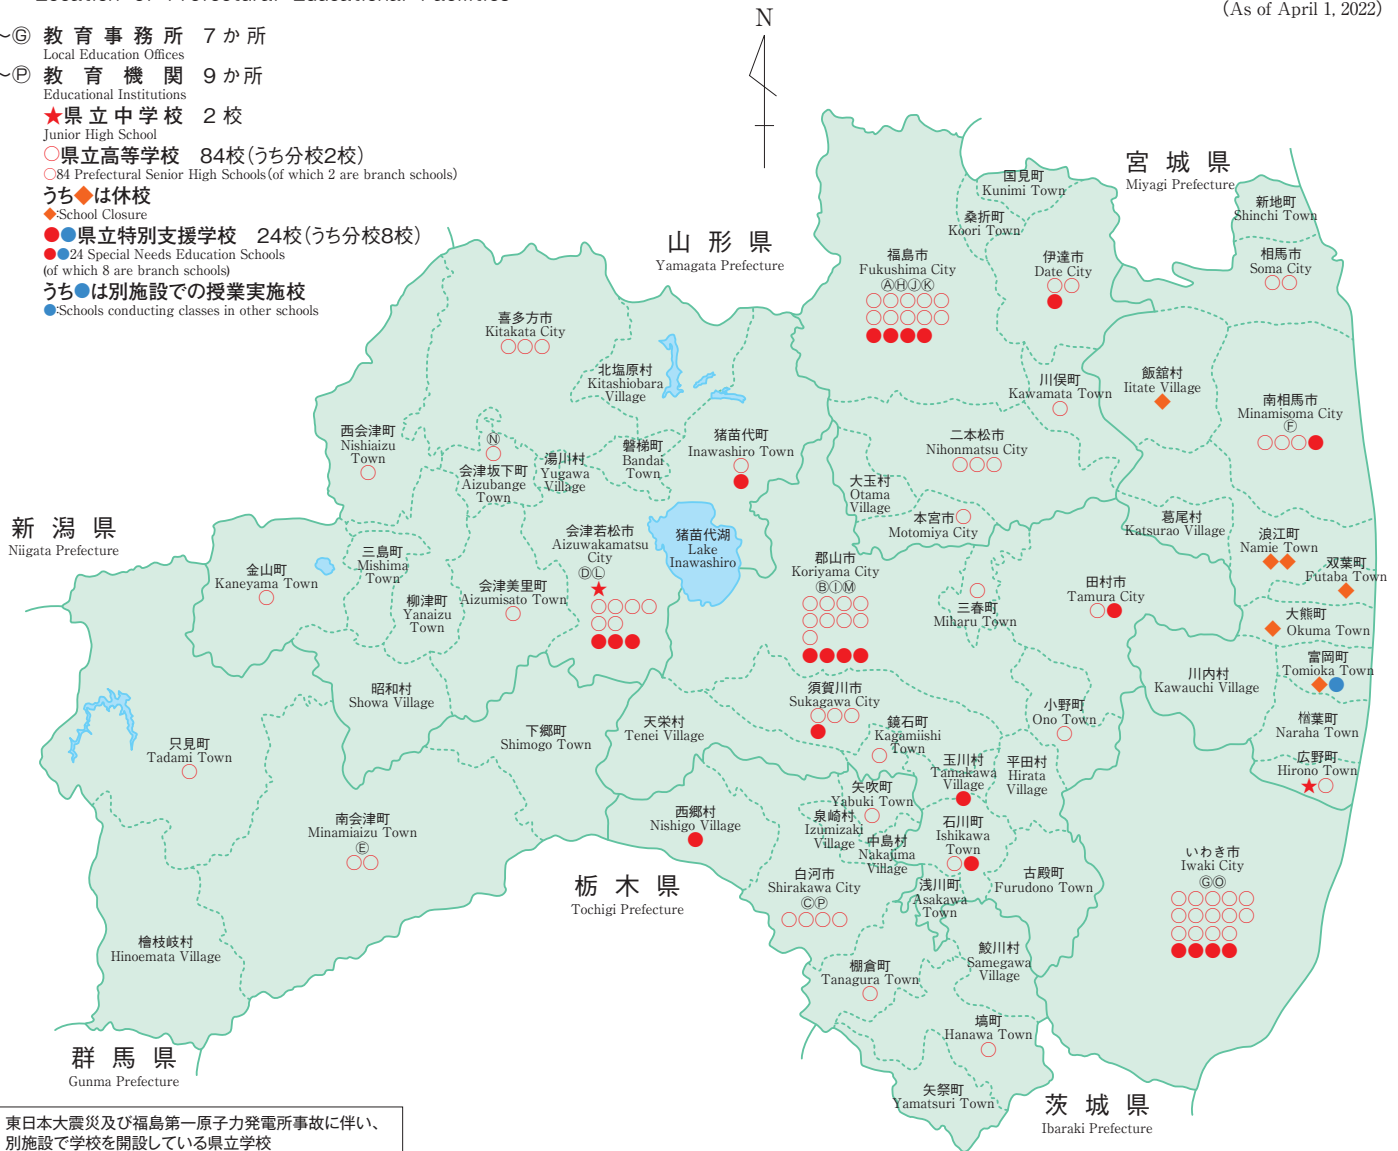 Location of Prefectural Educational Facilities
(As of April 1, 2022)
~Ⓖ 教育事務所 7か所
Local Education Offices
~Ⓟ 教育機関 9か所
Educational Institutions
★県立中学校 2校
Junior High School
○県立高等学校 84校(うち分校2校)
○84 Prefectural Senior High Schools(of which 2 are branch schools)
うち◆は休校
◆:School Closure
●●県立特別支援学校 24校(うち分校8校)
●●24 Special Needs Education Schools
(of which 8 are branch schools)
うち●は別施設での授業実施校
●:Schools conducting classes in other schools
N
宮城県
Miyagi Prefecture
山形県
Yamagata Prefecture
新潟県
Niigata Prefecture
群馬県
Gunma Prefecture
栃木県
Tochigi Prefecture
茨城県
Ibaraki Prefecture
国見町
Kunimi Town
桑折町
Koori Town
新地町
Shinchi Town
福島市
Fukushima City
ⒶⒽⒿⓀ
伊達市
Date City
相馬市
Soma City
喜多方市
Kitakata City
北塩原村
Kitashiobara
Village
川俣町
Kawamata Town
飯舘村
Iitate Village
南相馬市
Minamisoma City
Ⓕ
西会津町
Nishiaizu
Town
Ⓝ
会津坂下町
Aizubange
Town
湯川村
Yugawa
Village
磐梯町
Bandai
Town
猪苗代町
Inawashiro Town
二本松市
Nihonmatsu City
大玉村
Otama
Village
本宮市
Motomiya City
葛尾村
Katsurao Village
浪江町
Namie Town
双葉町
Futaba Town
大熊町
Okuma Town
富岡町
Tomioka Town
金山町
Kaneyama Town
三島町
Mishima
Town
柳津町
Yanaizu
Town
会津美里町
Aizumisato Town
会津若松市
Aizuwakamatsu
City
ⒹⓁ
猪苗代湖
Lake
Inawashiro
郡山市
Koriyama City
ⒷⒾⓂ
三春町
Miharu Town
田村市
Tamura City
川内村
Kawauchi Village
楢葉町
Naraha Town
広野町
Hirono Town
昭和村
Showa Village
下郷町
Shimogo Town
天栄村
Tenei Village
須賀川市
Sukagawa City
鏡石町
Kagamiishi
Town
小野町
Ono Town
玉川村
Tamakawa
Village
平田村
Hirata
Village
只見町
Tadami Town
南会津町
Minamiaizu Town
Ⓔ
西郷村
Nishigo Village
矢吹町
Yabuki Town
泉崎村
Izumizaki
Village
中島村
Nakajima
Village
石川町
Ishikawa
Town
白河市
Shirakawa City
ⒸⓅ
浅川町
Asakawa
Town
古殿町
Furudono Town
いわき市
Iwaki City
ⒼⓄ
檜枝岐村
Hinoemata Village
棚倉町
Tanagura Town
鮫川村
Samegawa
Village
塙町
Hanawa Town
矢祭町
Yamatsuri Town
東日本大震災及び福島第一原子力発電所事故に伴い、
別施設で学校を開設している県立学校